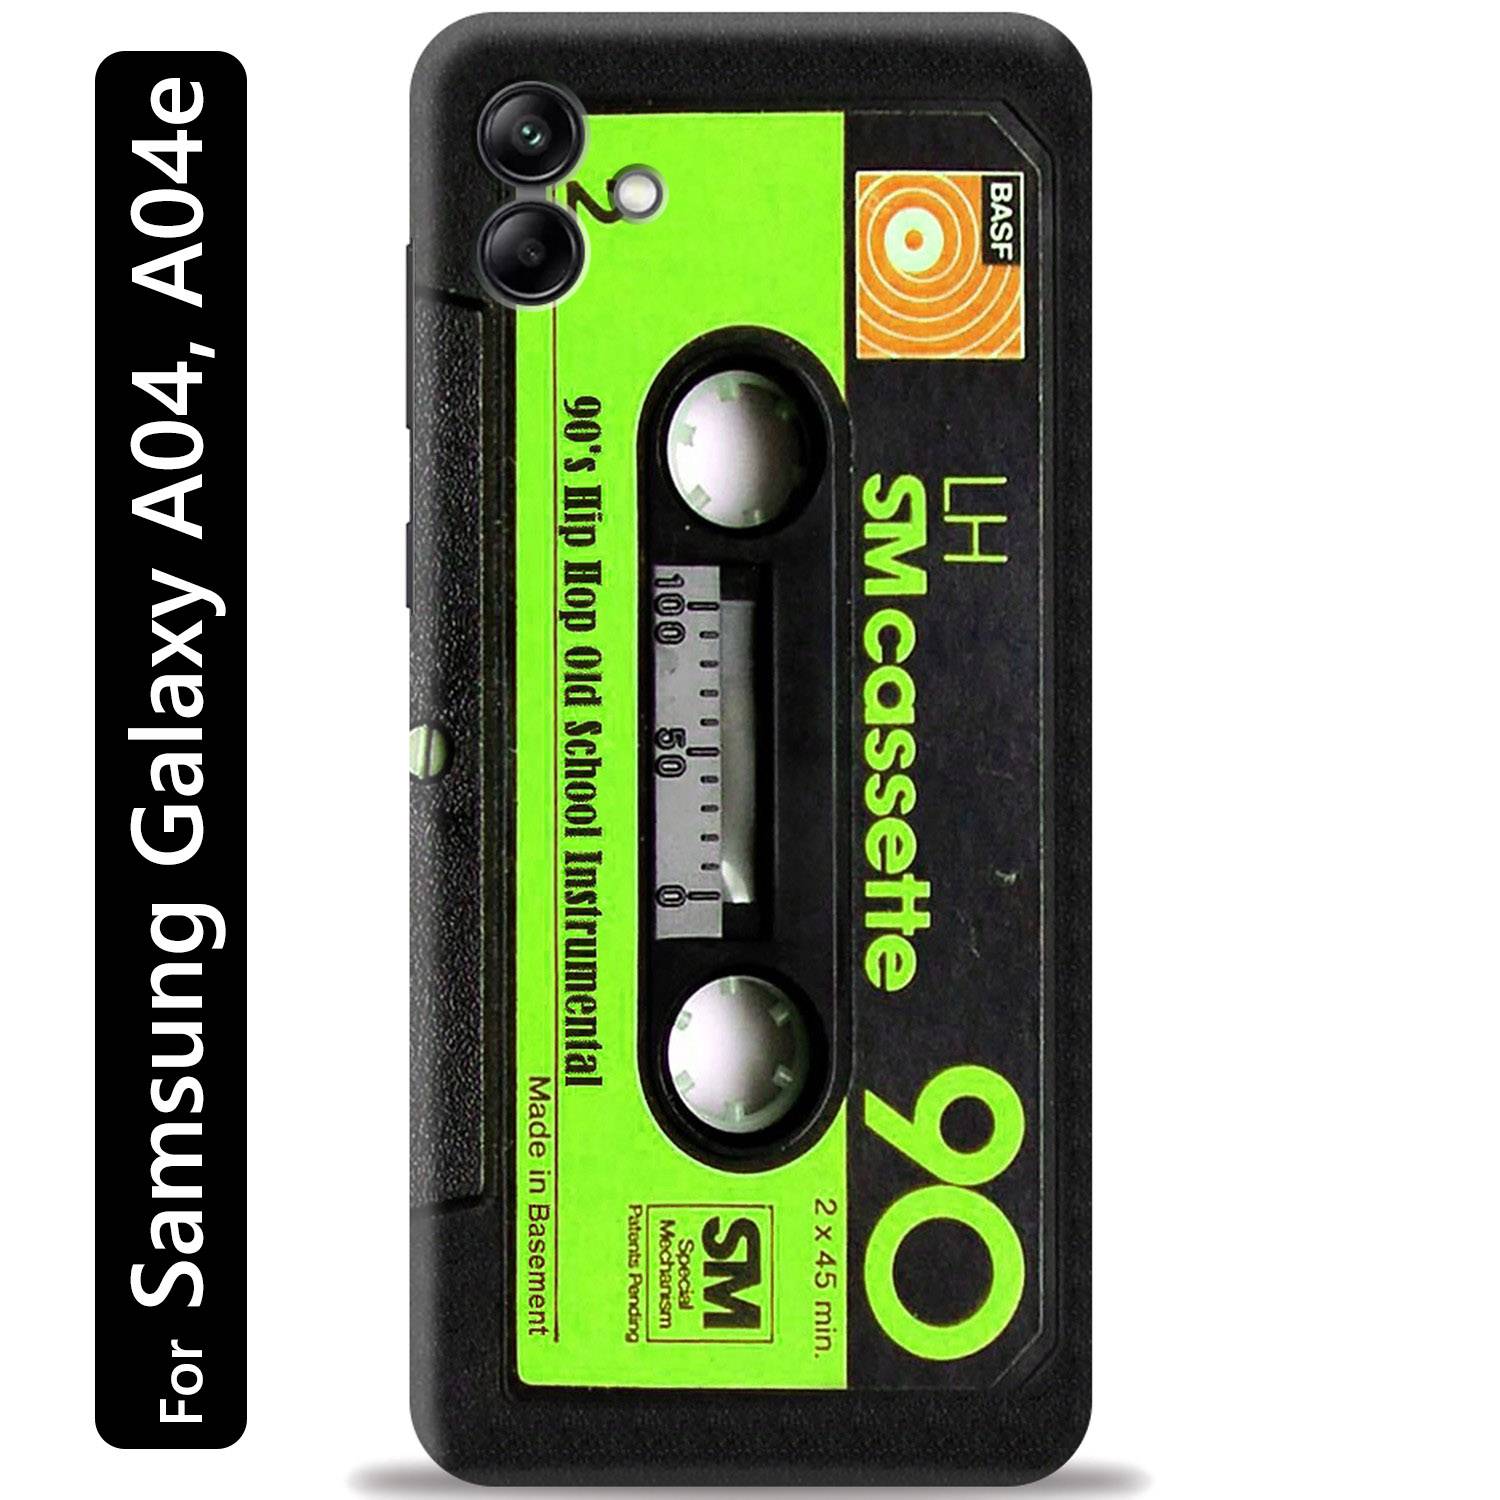 For Samsung Galaxy A04, A04e
BASF
LH
SM cassette
90
2
2 x 45 min.
100
50
0
SM
Special
Mechanism
Patents Pending
90's Hip Hop Old School Instrumental
Made in Basement